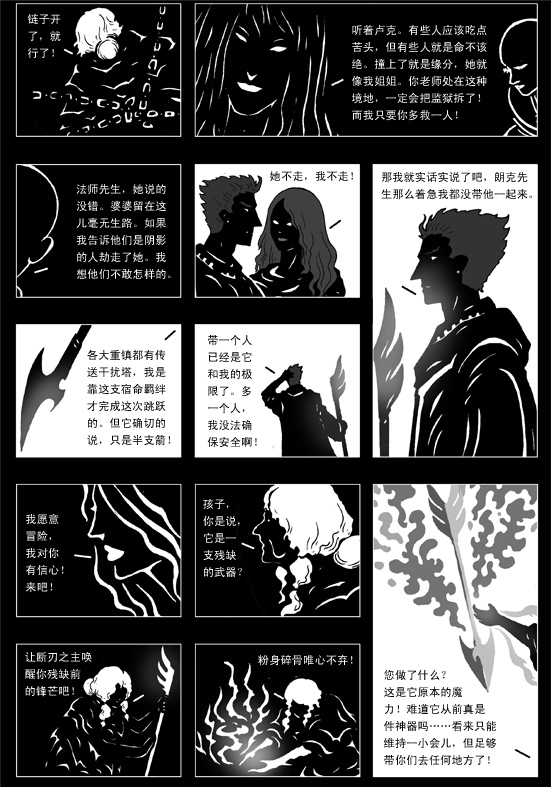 链子开
了，就
行了！
听着卢克。有些人应该吃点
苦头，但有些人就是命不该
绝。撞上了就是缘分，她就
像我姐姐。你老师处在这种
境地，一定会把监狱拆了！
而我只要你多救一人！
法师先生，她说的
没错。婆婆留在这
儿毫无生路。如果
我告诉他们是阴影
的人劫走了她。我
想他们不敢怎样的。
她不走，我不走！
那我就实话实说了吧，朗克先
生那么着急我都没带他一起来。
各大重镇都有传
送干扰塔，我是
靠这支宿命羁绊
才完成这次跳跃
的。但它确切的
说，只是半支箭！
带一个人
已经是它
和我的极
限了。多
一个人，
我没法确
保安全啊！
我愿意
冒险，
我对你
有信心！
来吧！
孩子，
你是说，
它是一
支残缺
的武器？
让断刃之主唤
醒你残缺前
的锋芒吧！
粉身碎骨唯心不弃！
您做了什么？
这是它原本的魔
力！难道它从前真是
件神器吗……看来只能
维持一小会儿，但足够
带你们去任何地方了！